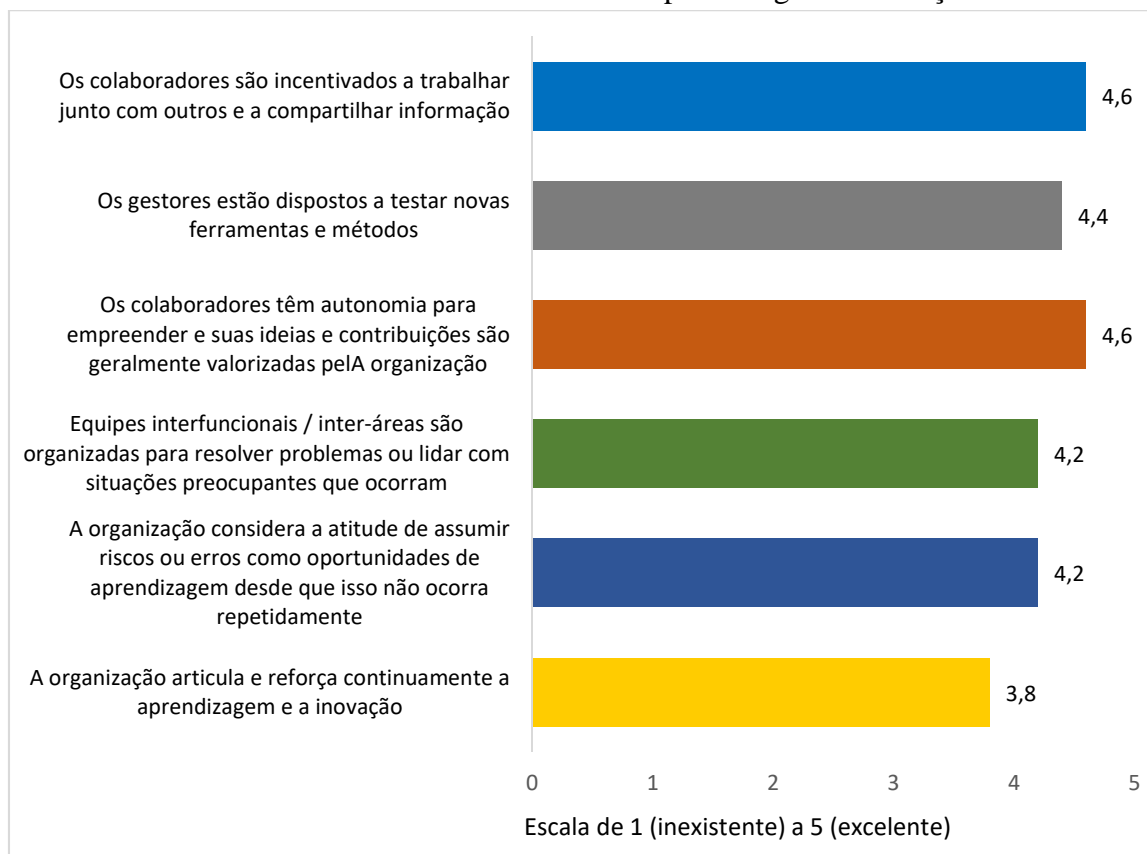 Os colaboradores são incentivados a trabalhar
junto com outros e a compartilhar informação
4,6
Os gestores estão dispostos a testar novas
ferramentas e métodos
4,4
Os colaboradores têm autonomia para
empreender e suas ideias e contribuições são
geralmente valorizadas pelA organização
4,6
Equipes interfuncionais / inter-áreas são
organizadas para resolver problemas ou lidar com
situações preocupantes que ocorram
4,2
A organização considera a atitude de assumir
riscos ou erros como oportunidades de
aprendizagem desde que isso não ocorra
repetidamente
4,2
A organização articula e reforça continuamente a
aprendizagem e a inovação
3,8
0 1 2 3 4 5
Escala de 1 (inexistente) a 5 (excelente)